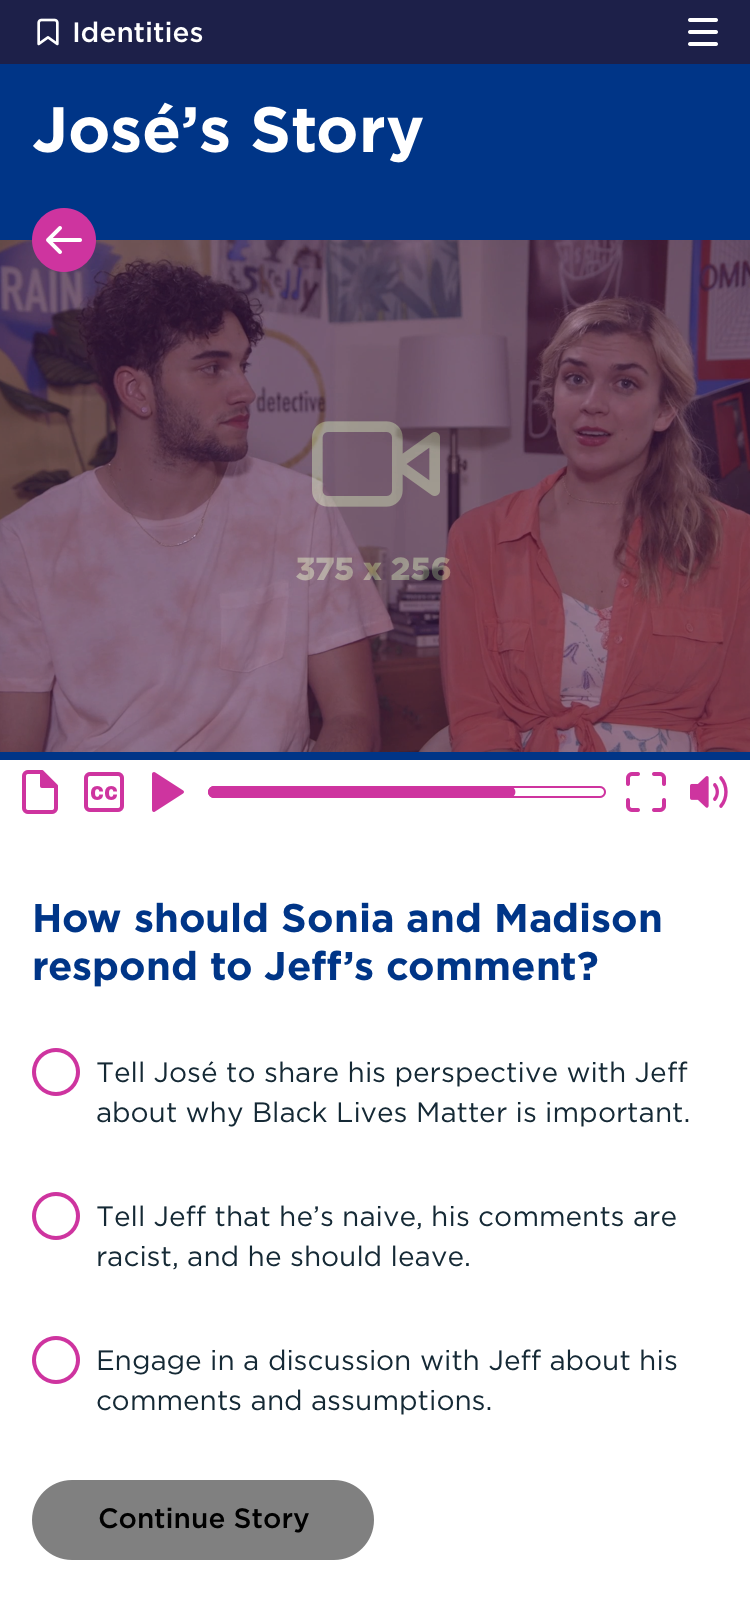 Identities
José’s Story
RAIN
detective
OMN
375 x 256
CC
How should Sonia and Madison
respond to Jeff’s comment?
Tell José to share his perspective with Jeff
about why Black Lives Matter is important.
Tell Jeff that he’s naive, his comments are
racist, and he should leave.
Engage in a discussion with Jeff about his
comments and assumptions.
Continue Story